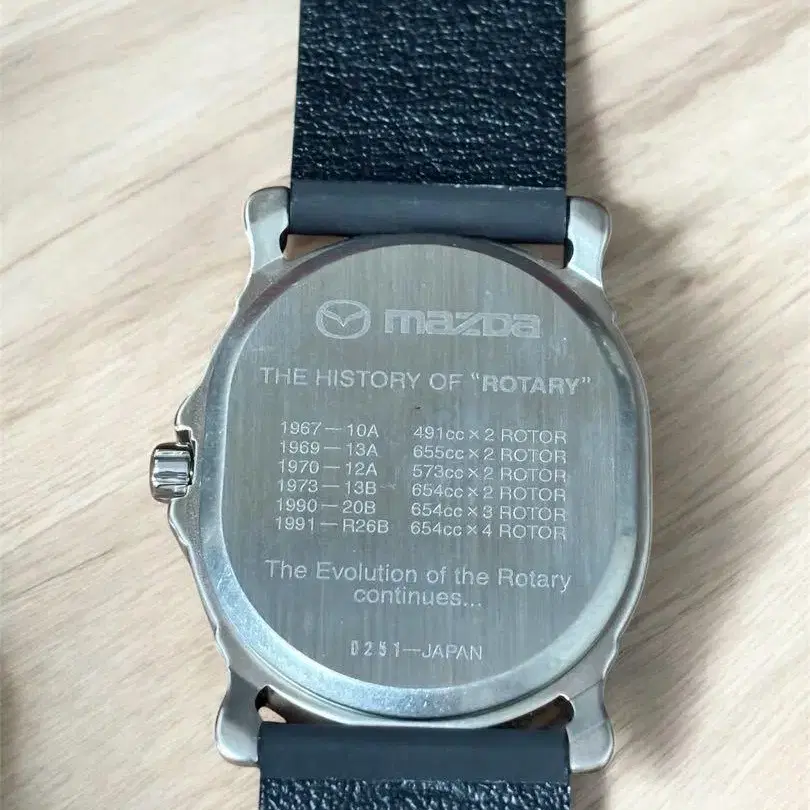 mazda
THE HISTORY OF "ROTARY"
1967—10A 491cc×2 ROTOR
1969—13A 655cc×2 ROTOR
1970—12A 573cc×2 ROTOR
1973—13B 654cc×2 ROTOR
1990—20B 654cc×3 ROTOR
1991—R26B 654cc×4 ROTOR
The Evolution of the Rotary
continues...
0251—JAPAN